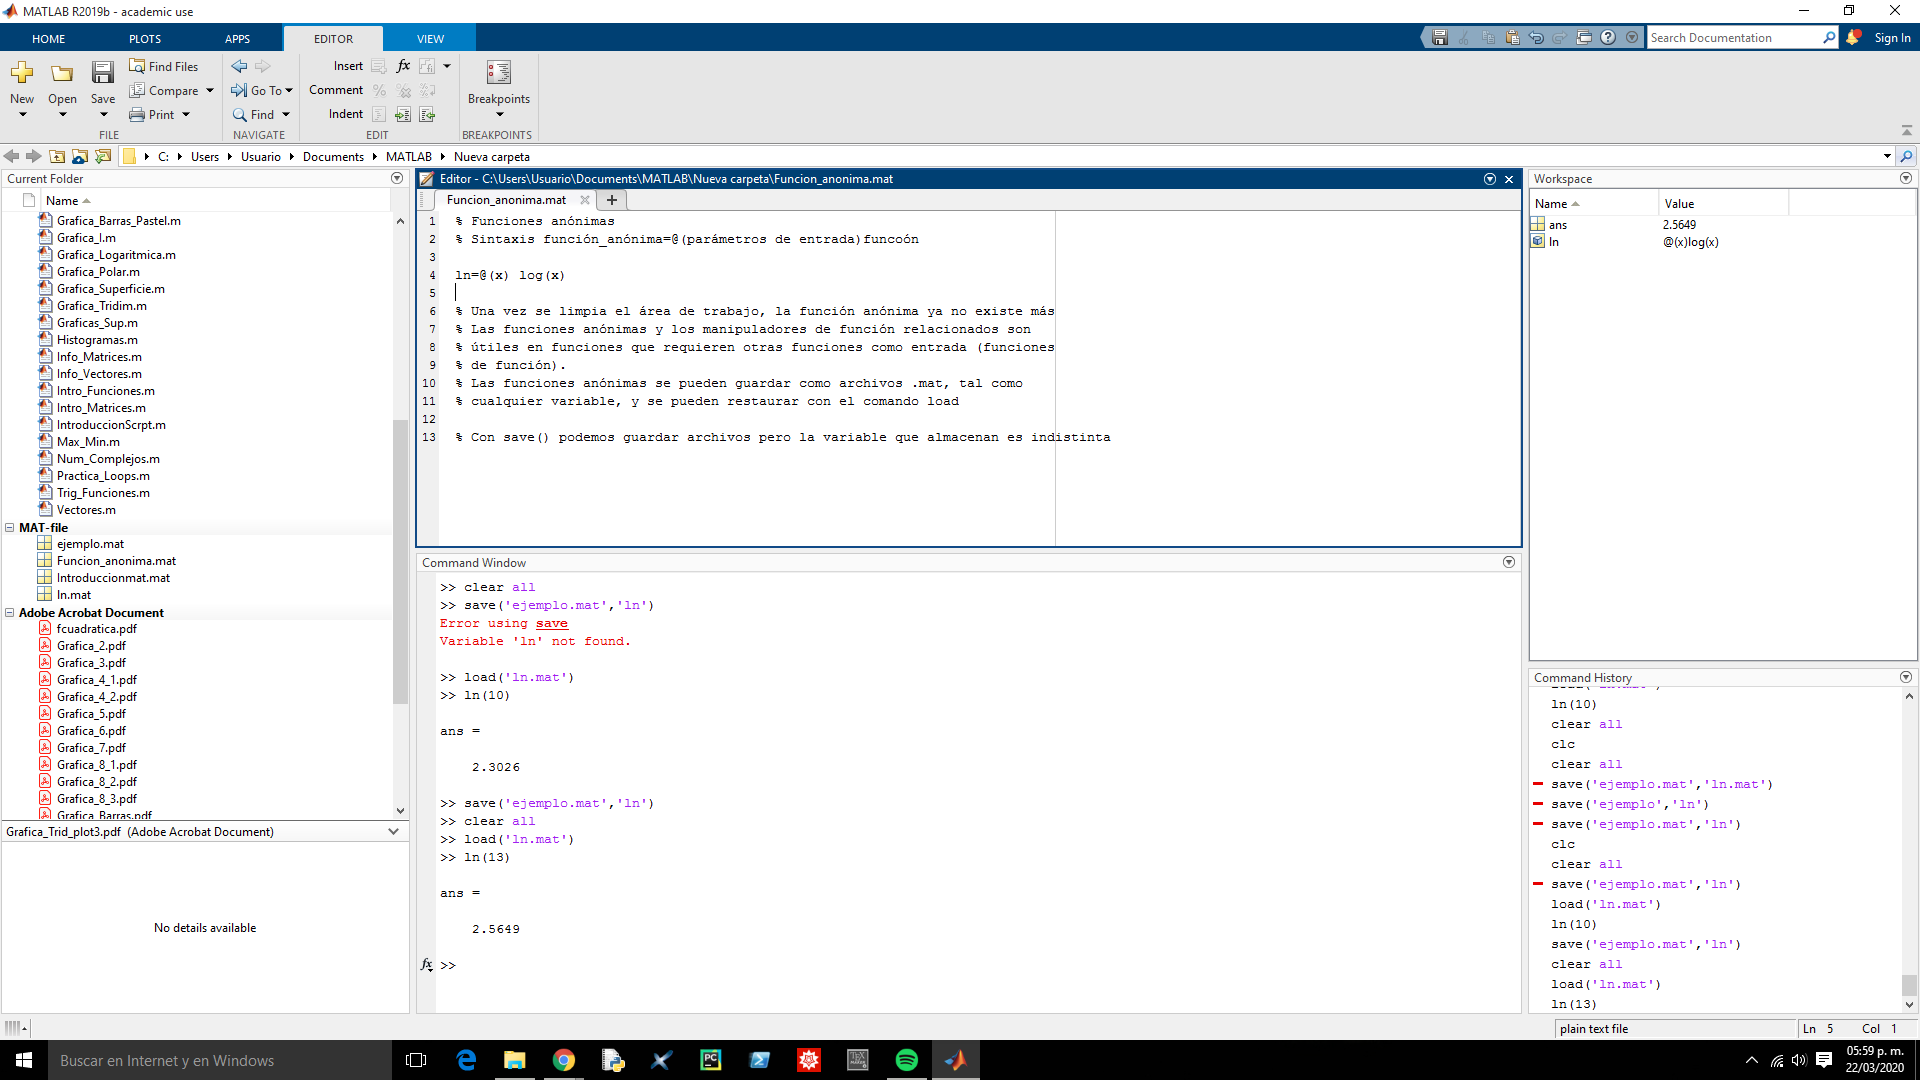 MATLAB R2019b - academic use
HOME
PLOTS
APPS
EDITOR
VIEW
Search Documentation
Sign In
New
Open
Save
Find Files
Compare
Print
FILE
Go To
Find
NAVIGATE
Insert
fx
Comment
Indent
EDIT
Breakpoints
BREAKPOINTS
C:
Users
Usuario
Documents
MATLAB
Nueva carpeta
Current Folder
Name
Grafica_Barras_Pastel.m
Grafica_I.m
Grafica_Logaritmica.m
Grafica_Polar.m
Grafica_Superficie.m
Grafica_Tridim.m
Graficas_Sup.m
Histogramas.m
Info_Matrices.m
Info_Vectores.m
Intro_Funciones.m
Intro_Matrices.m
IntroduccionScrpt.m
Max_Min.m
Num_Complejos.m
Practica_Loops.m
Trig_Funciones.m
Vectores.m
MAT-file
ejemplo.mat
Funcion_anonima.mat
Introduccionmat.mat
ln.mat
Adobe Acrobat Document
fcuadratica.pdf
Grafica_2.pdf
Grafica_3.pdf
Grafica_4_1.pdf
Grafica_4_2.pdf
Grafica_5.pdf
Grafica_6.pdf
Grafica_7.pdf
Grafica_8_1.pdf
Grafica_8_2.pdf
Grafica_8_3.pdf
Grafica_Barras.pdf
Grafica_Trid_plot3.pdf (Adobe Acrobat Document)
No details available
Editor - C:\Users\Usuario\Documents\MATLAB\Nueva carpeta\Funcion_anonima.mat
Funcion_anonima.mat
1 % Funciones anónimas
2 % Sintaxis función_anónima=@(parámetros de entrada)funcoón
3
4 ln=@(x) log(x)
5
6 % Una vez se limpia el área de trabajo, la función anónima ya no existe más
7 % Las funciones anónimas y los manipuladores de función relacionados son
8 % útiles en funciones que requieren otras funciones como entrada (funciones
9 % de función).
10 % Las funciones anónimas se pueden guardar como archivos .mat, tal como
11 % cualquier variable, y se pueden restaurar con el comando load
12
13 % Con save() podemos guardar archivos pero la variable que almacenan es indistinta
Command Window
>> clear all
>> save('ejemplo.mat','ln')
Error using save
Variable 'ln' not found.
>> load('ln.mat')
>> ln(10)
ans =
2.3026
>> save('ejemplo.mat','ln')
>> clear all
>> load('ln.mat')
>> ln(13)
ans =
2.5649
fx >>
Workspace
Name Value
ans 2.5649
ln @(x)log(x)
Command History
load('ln.mat')
ln(10)
clear all
clc
clear all
save('ejemplo.mat','ln.mat')
save('ejemplo','ln')
save('ejemplo.mat','ln')
clc
clear all
save('ejemplo.mat','ln')
load('ln.mat')
ln(10)
save('ejemplo.mat','ln')
clear all
load('ln.mat')
ln(13)
plain text file
Ln 5 Col 1
Buscar en Internet y en Windows
05:59 p. m.
22/03/2020